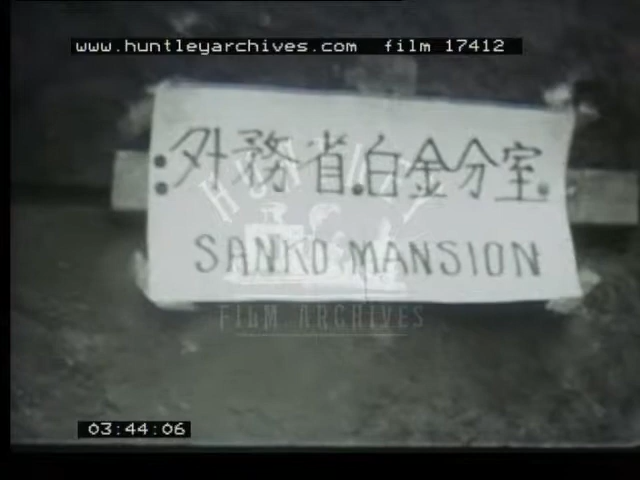 www.huntleyarchives.com film 17412
外務省白金分室
SANKO MANSION
HUNTLEY
FILM ARCHIVES
03:44:06